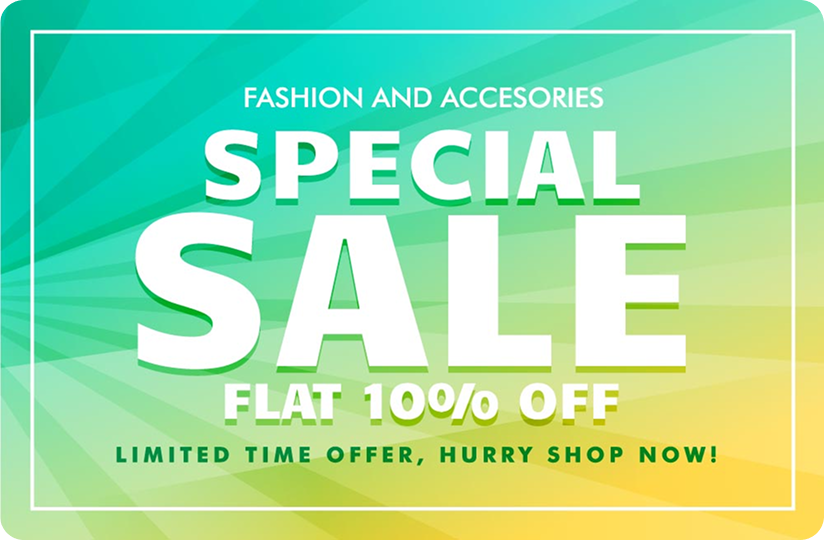 FASHION AND ACCESORIES
SPECIAL
SALE
FLAT 10% OFF
LIMITED TIME OFFER, HURRY SHOP NOW!